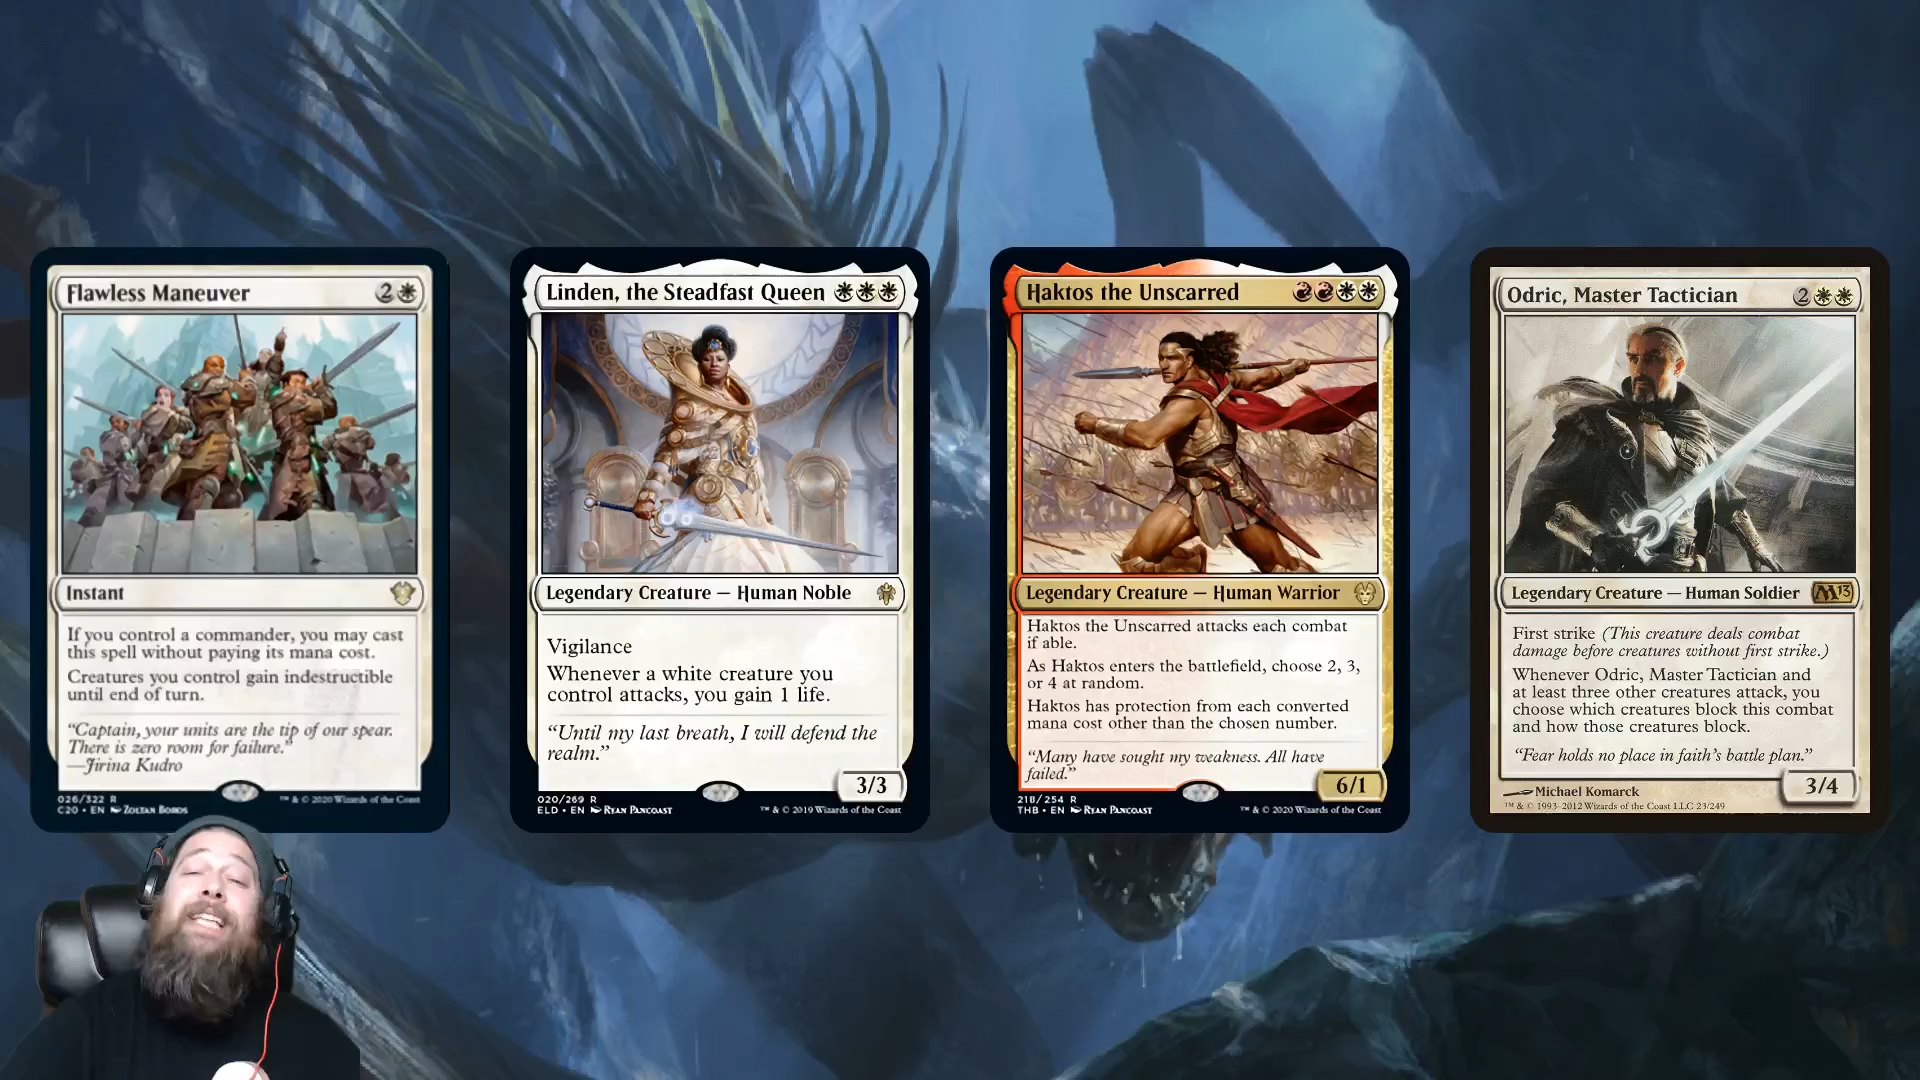 Flawless Maneuver 2
Instant
If you control a commander, you may cast
this spell without paying its mana cost.
Creatures you control gain indestructible
until end of turn.
“Captain, your units are the tip of our spear.
There is zero room for failure.”
—Jirina Kudro
026/322 R
C20 • EN Zoltan Boros
™ & © 2020 Wizards of the Coast
Linden, the Steadfast Queen
Legendary Creature — Human Noble
Vigilance
Whenever a white creature you
control attacks, you gain 1 life.
“Until my last breath, I will defend the
realm.”
3/3
020/269 R
ELD • EN Ryan Pancoast
™ & © 2019 Wizards of the Coast
Haktos the Unscarred
Legendary Creature — Human Warrior
Haktos the Unscarred attacks each combat
if able.
As Haktos enters the battlefield, choose 2, 3,
or 4 at random.
Haktos has protection from each converted
mana cost other than the chosen number.
“Many have sought my weakness. All have
failed.”
6/1
218/254 R
THB • EN Ryan Pancoast
™ & © 2020 Wizards of the Coast
Odric, Master Tactician 2
Legendary Creature — Human Soldier M13
First strike (This creature deals combat
damage before creatures without first strike.)
Whenever Odric, Master Tactician and
at least three other creatures attack, you
choose which creatures block this combat
and how those creatures block.
“Fear holds no place in faith’s battle plan.”
Michael Komarck
™ & © 1993–2012 Wizards of the Coast LLC 23/249
3/4